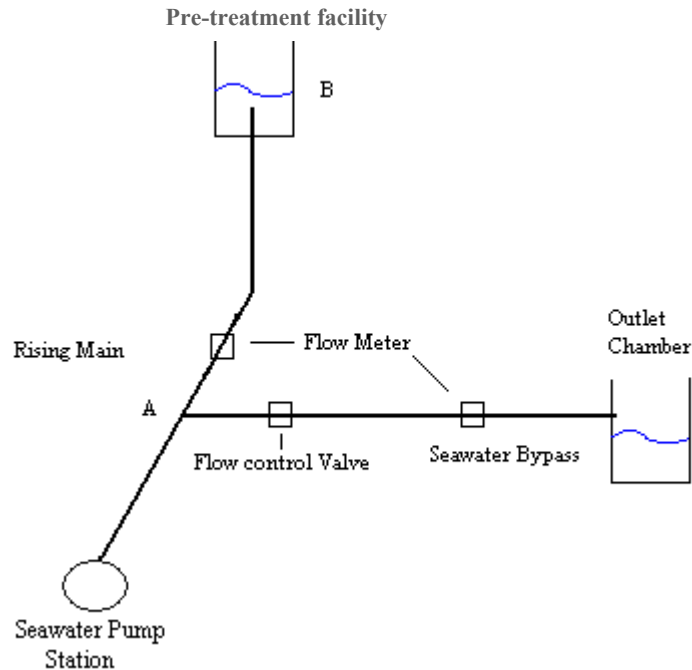 Pre-treatment facility
B
Rising Main
Flow Meter
Outlet
Chamber
A
Flow control Valve
Seawater Bypass
Seawater Pump
Station